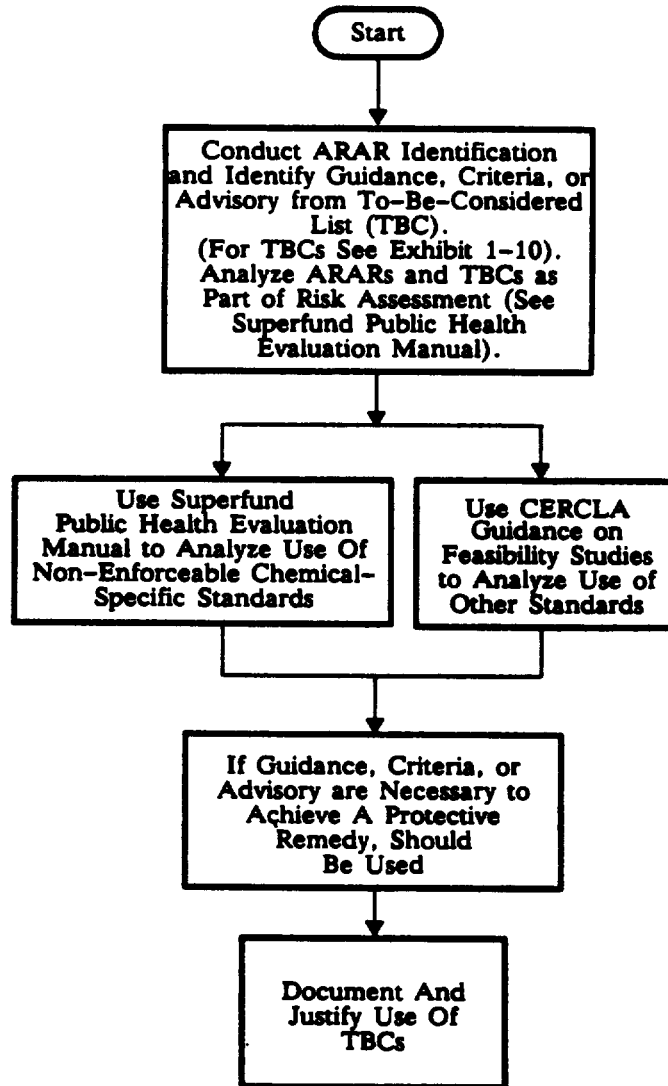 Start
Conduct ARAR Identification
and Identify Guidance, Criteria, or
Advisory from To-Be-Considered
List (TBC).
(For TBCs See Exhibit 1-10).
Analyze ARARs and TBCs as
Part of Risk Assessment (See
Superfund Public Health
Evaluation Manual).
Use Superfund
Public Health Evaluation
Manual to Analyze Use Of
Non-Enforceable Chemical-
Specific Standards
Use CERCLA
Guidance on
Feasibility Studies
to Analyze Use of
Other Standards
If Guidance, Criteria, or
Advisory are Necessary to
Achieve A Protective
Remedy, Should
Be Used
Document And
Justify Use Of
TBCs